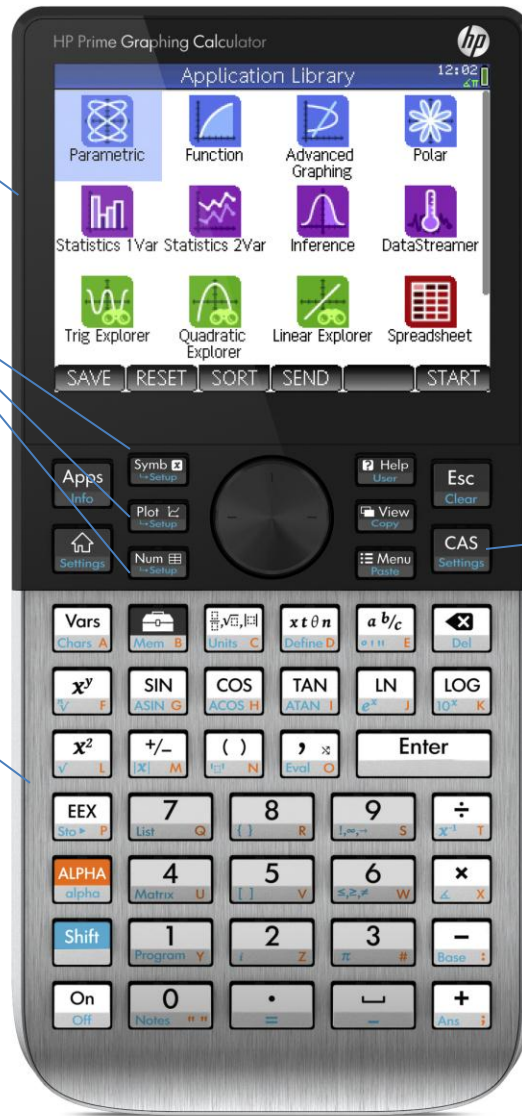 HP Prime Graphing Calculator hp
Application Library 12:02
∡π
Parametric Function Advanced Graphing Polar
Statistics 1Var Statistics 2Var Inference DataStreamer
Trig Explorer Quadratic Explorer Linear Explorer Spreadsheet
SAVE RESET SORT SEND START
Apps Symb Help Esc
Info ↪Setup User Clear
Plot View
↪Setup Copy
Num Menu CAS
Settings ↪Setup Paste Settings
Vars x t θ n a b/c
Chars A Mem B Units C Define D E Del
xʸ SIN COS TAN LN LOG
F ASIN G ACOS H ATAN I eˣ J 10ˣ K
x² +/- ( ) , Enter
√ L |x| M N Eval O
EEX 7 8 9 ÷
Sto ▸ P List Q { } R !,∞,→ S x⁻¹ T
ALPHA 4 5 6 ×
alpha Matrix U [ ] V ≤,≥,≠ W ∡ X
Shift 1 2 3 −
Program Y i Z π # Base :
On 0 . ␣ +
Off Notes " " = _ Ans ;